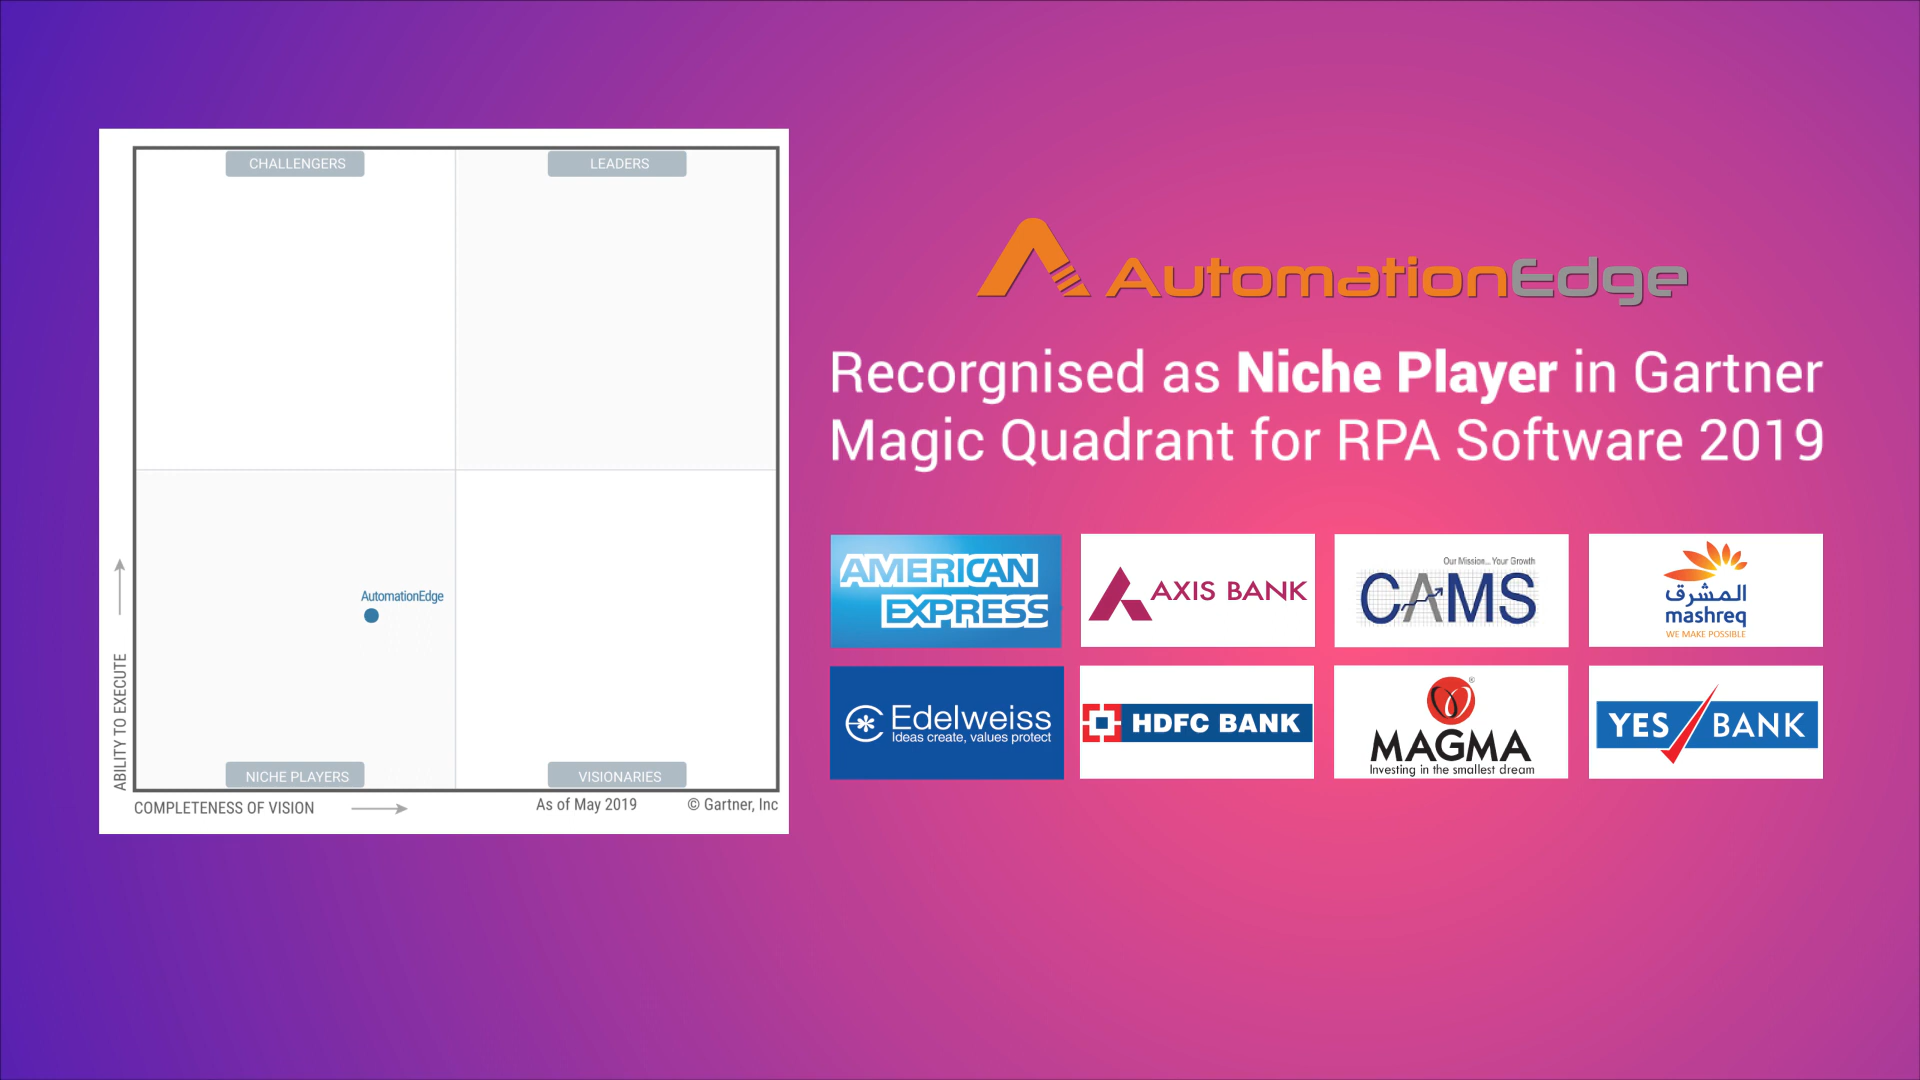 CHALLENGERS
LEADERS
AutomationEdge
ABILITY TO EXECUTE
NICHE PLAYERS
VISIONARIES
COMPLETENESS OF VISION
As of May 2019
© Gartner, Inc
AutomationEdge
Recorgnised as Niche Player in Gartner
Magic Quadrant for RPA Software 2019
AMERICAN
EXPRESS
AXIS BANK
Our Mission... Your Growth
CAMS
المشرق
mashreq
WE MAKE POSSIBLE
Edelweiss
Ideas create, values protect
HDFC BANK
®
MAGMA
Investing in the smallest dream
YES BANK